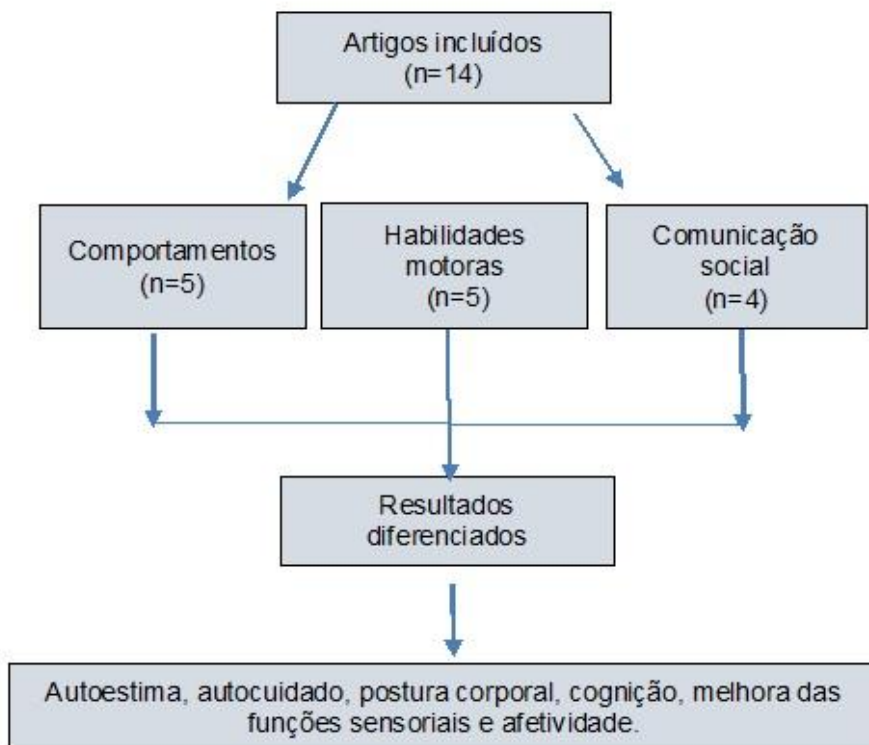 Artigos incluídos
(n=14)
Comportamentos
(n=5)
Habilidades
motoras
(n=5)
Comunicação
social
(n=4)
Resultados
diferenciados
Autoestima, autocuidado, postura corporal, cognição, melhora das
funções sensoriais e afetividade.